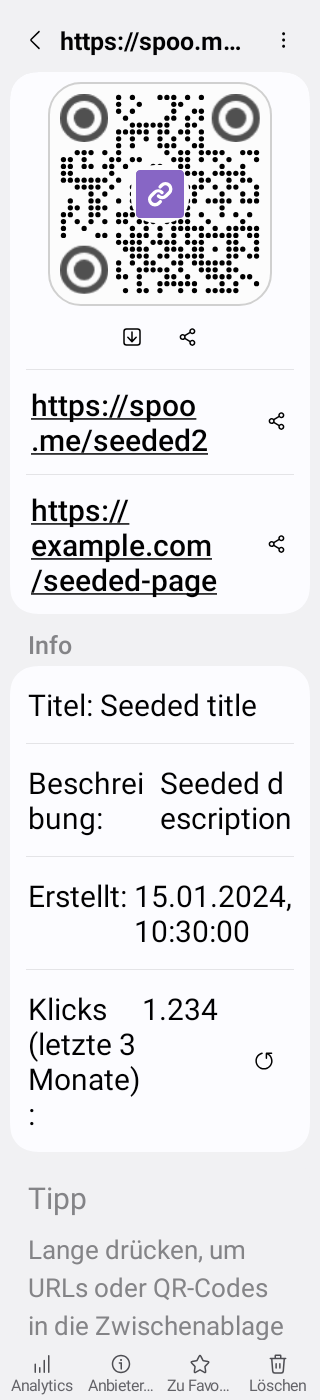 https://spoo.m…
https://spoo
.me/seeded2
https://
example.com
/seeded-page
Info
Titel: Seeded title
Beschrei
bung:
Seeded d
escription
Erstellt: 15.01.2024,
10:30:00
Klicks
(letzte 3
Monate)
:
1.234
Tipp
Lange drücken, um
URLs oder QR-Codes
in die Zwischenablage
Analytics
Anbieter…
Zu Favo…
Löschen